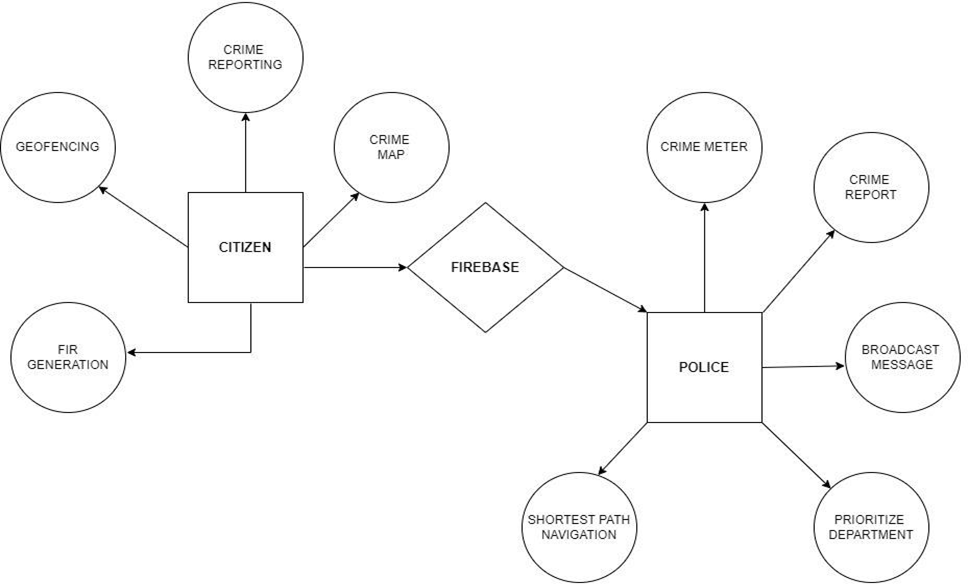 CRIME
REPORTING
GEOFENCING
CRIME
MAP
CRIME METER
CRIME
REPORT
CITIZEN
FIREBASE
FIR
GENERATION
POLICE
BROADCAST
MESSAGE
SHORTEST PATH
NAVIGATION
PRIORITIZE
DEPARTMENT